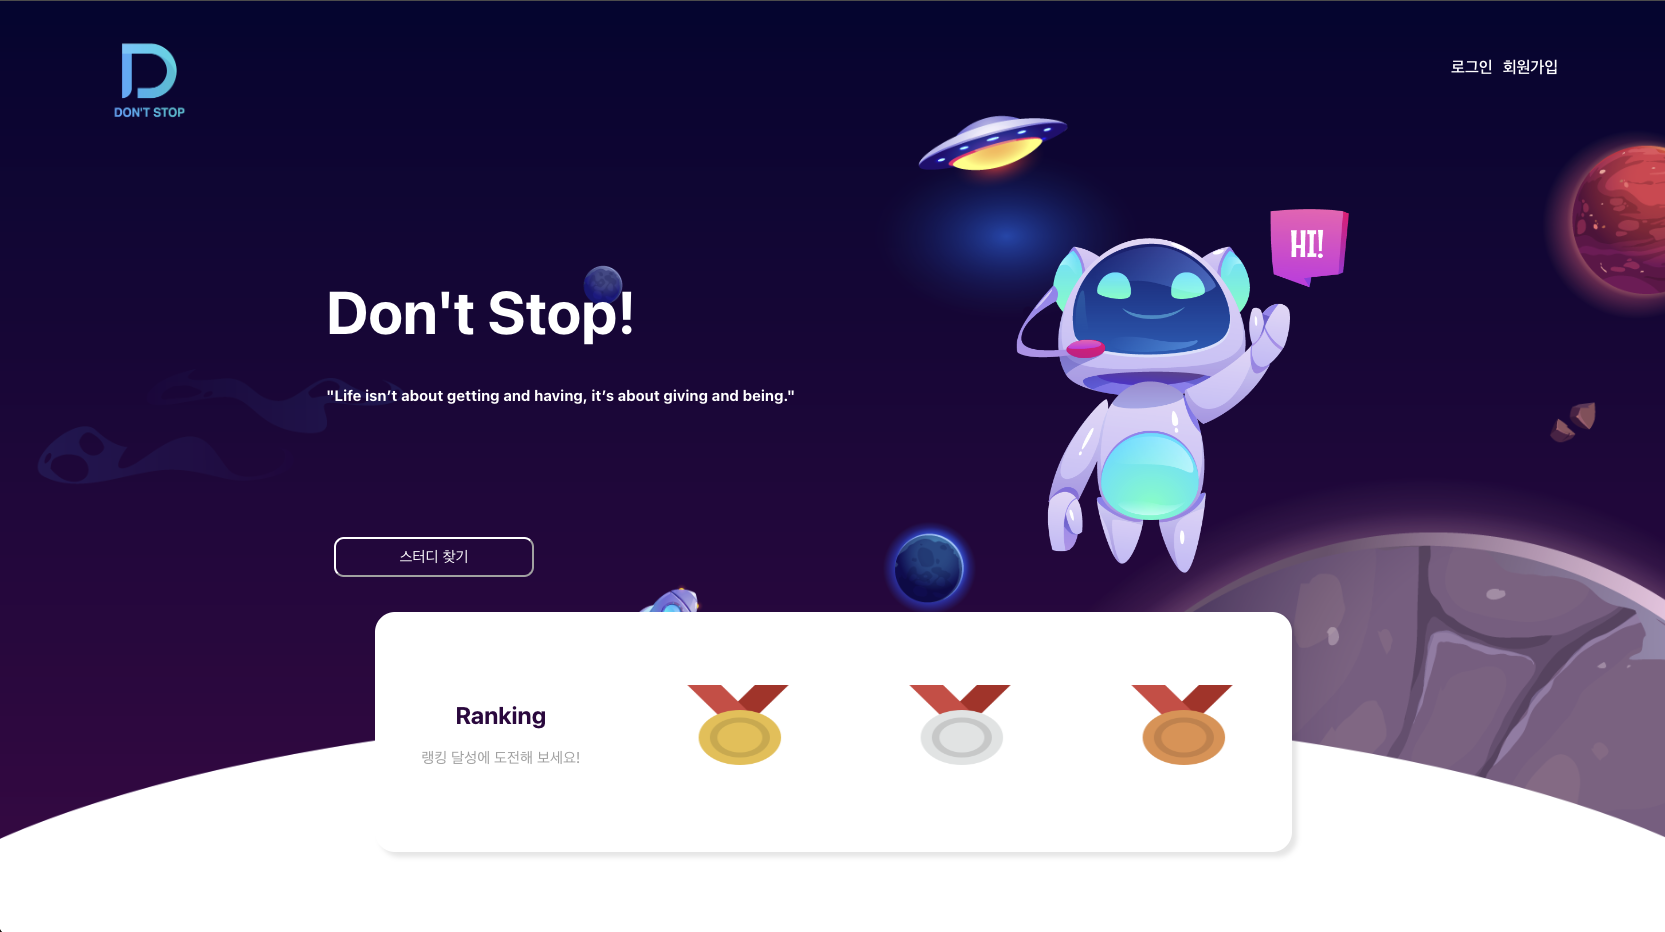 DON'T STOP
로그인 회원가입
HI!
Don't Stop!
"Life isn’t about getting and having, it’s about giving and being."
스터디 찾기
Ranking
랭킹 달성에 도전해 보세요!